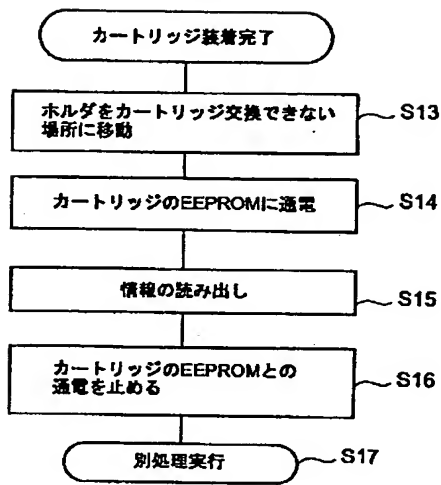 カートリッジ装着完了
ホルダをカートリッジ交換できない
場所に移動
S13
カートリッジのEEPROMに通電
S14
情報の読み出し
S15
カートリッジのEEPROMとの
通電を止める
S16
別処理実行
S17